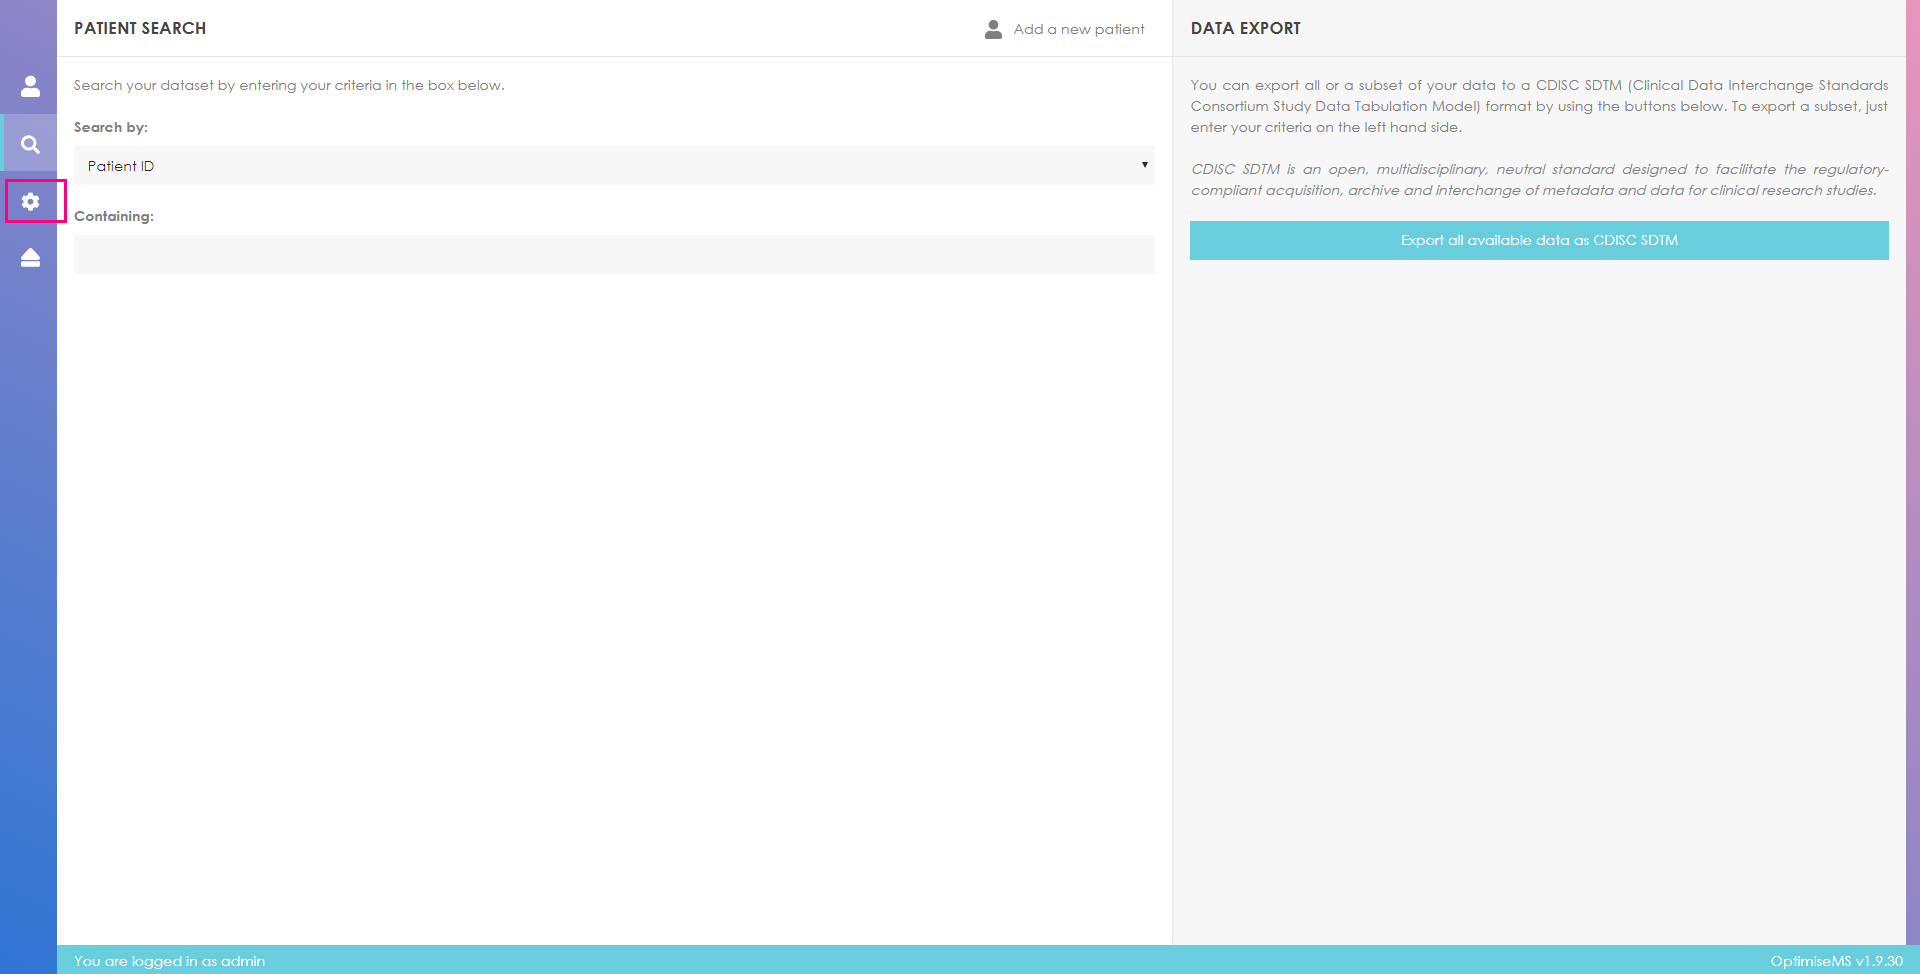 PATIENT SEARCH
Add a new patient
Search your dataset by entering your criteria in the box below.
Search by:
Patient ID
Containing:
DATA EXPORT
You can export all or a subset of your data to a CDISC SDTM (Clinical Data Interchange Standards
Consortium Study Data Tabulation Model) format by using the buttons below. To export a subset, just
enter your criteria on the left hand side.
CDISC SDTM is an open, multidisciplinary, neutral standard designed to facilitate the regulatory-
compliant acquisition, archive and interchange of metadata and data for clinical research studies.
Export all available data as CDISC SDTM
You are logged in as admin
OptimiseMS v1.9.30